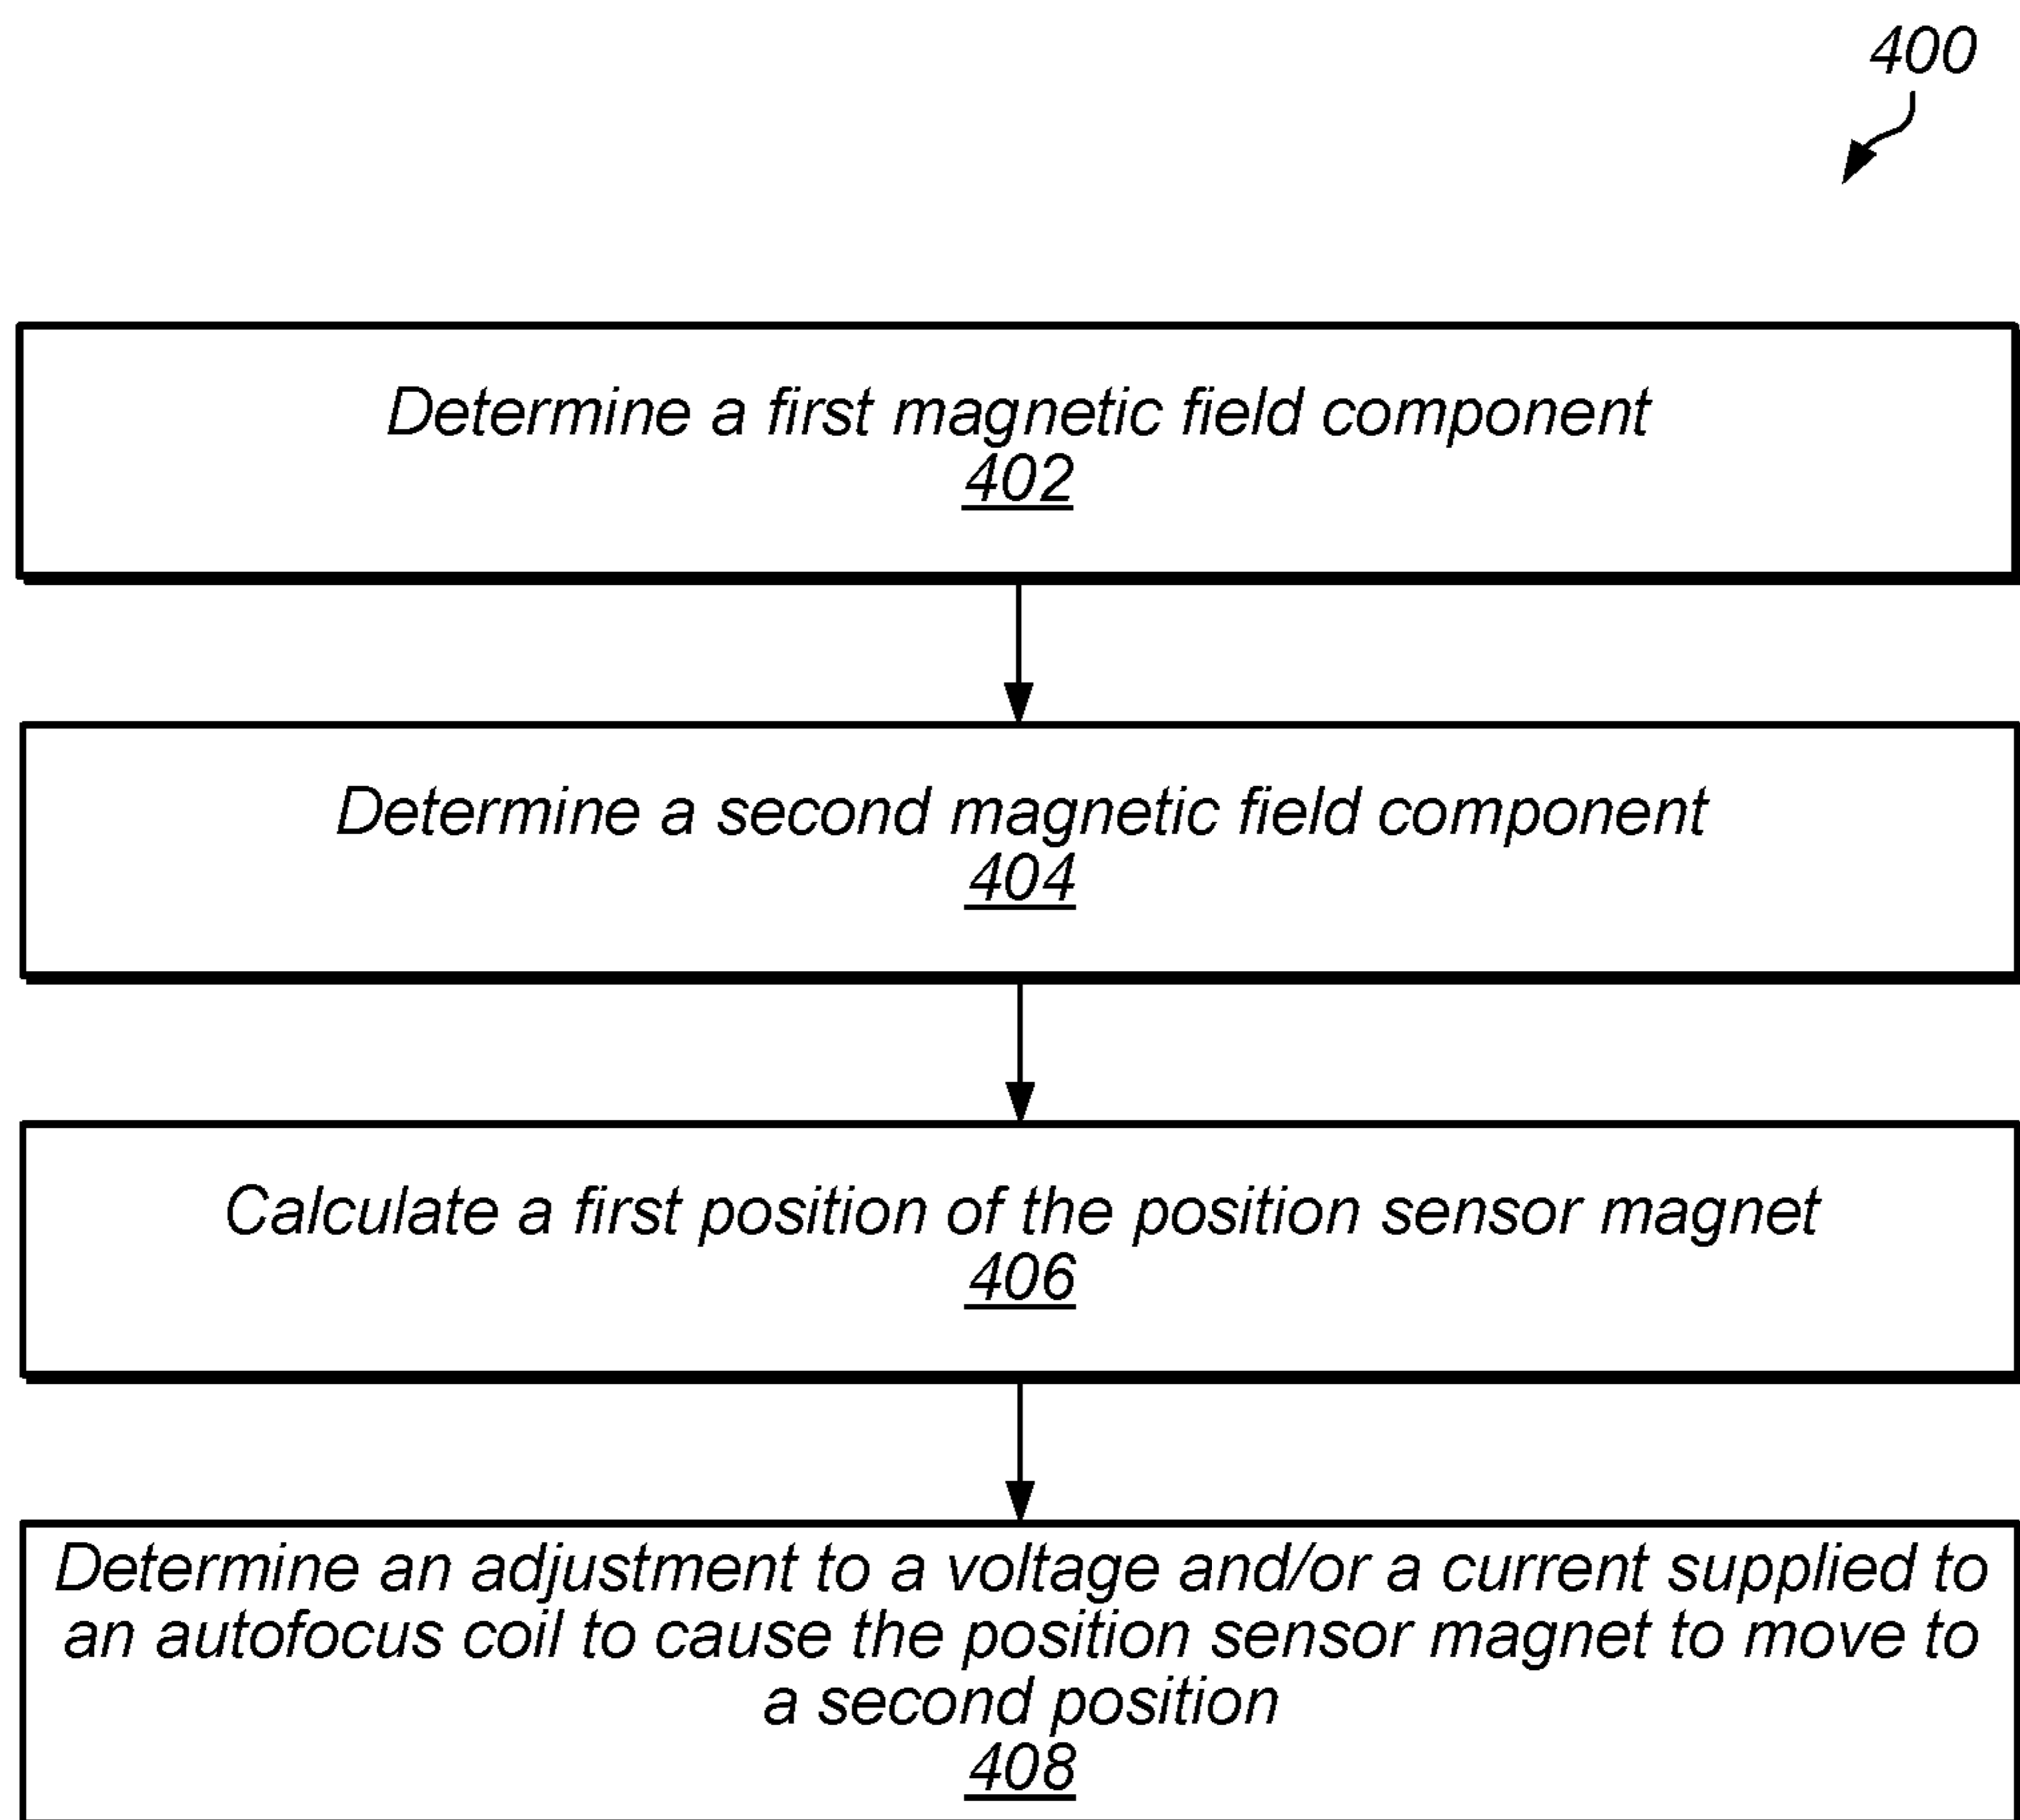 400
Determine a first magnetic field component
402
Determine a second magnetic field component
404
Calculate a first position of the position sensor magnet
406
Determine an adjustment to a voltage and/or a current supplied to
an autofocus coil to cause the position sensor magnet to move to
a second position
408